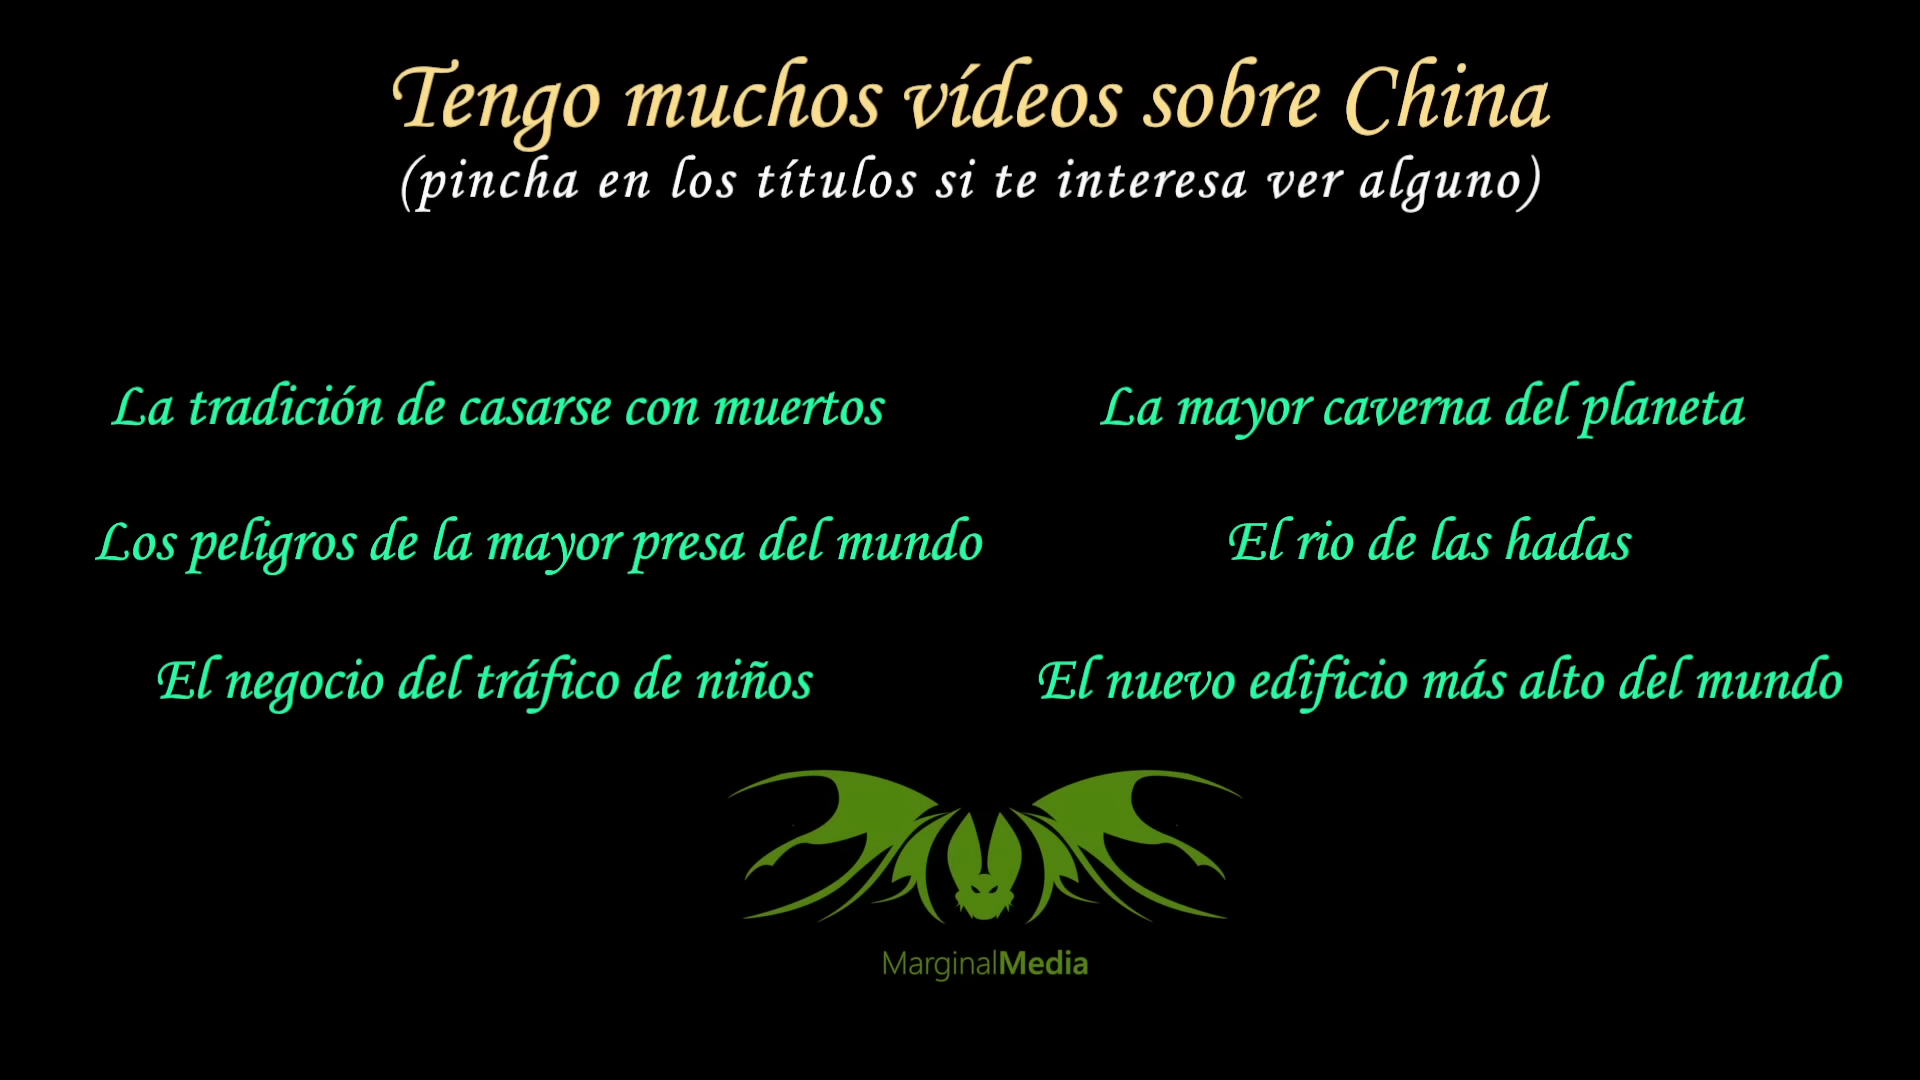 Tengo muchos vídeos sobre China
(pincha en los títulos si te interesa ver alguno)
La tradición de casarse con muertos
La mayor caverna del planeta
Los peligros de la mayor presa del mundo
El rio de las hadas
El negocio del tráfico de niños
El nuevo edificio más alto del mundo
MarginalMedia